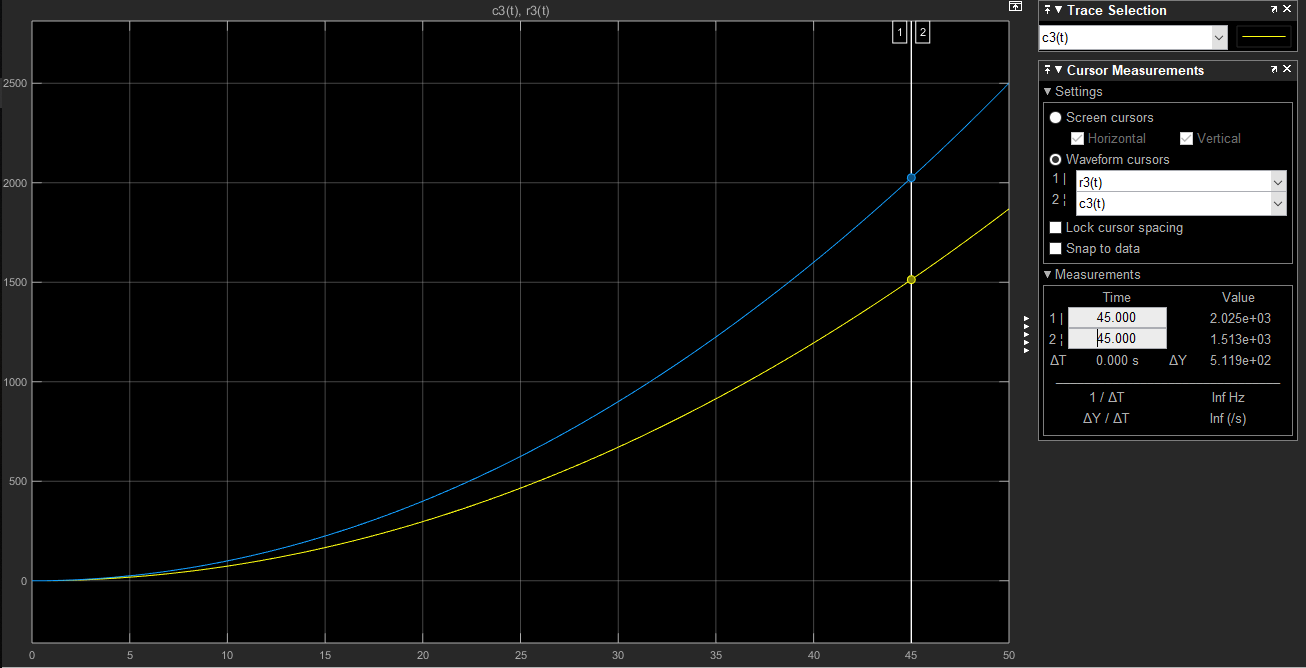 c3(t), r3(t)
1 2
2500
2000
1500
1000
500
0
0 5 10 15 20 25 30 35 40 45 50
Trace Selection
c3(t)
Cursor Measurements
Settings
Screen cursors
Horizontal Vertical
Waveform cursors
1 | r3(t)
2 ¦ c3(t)
Lock cursor spacing
Snap to data
Measurements
Time Value
1 | 45.000 2.025e+03
2 ¦ 45.000 1.513e+03
ΔT 0.000 s ΔY 5.119e+02
1 / ΔT Inf Hz
ΔY / ΔT Inf (/s)